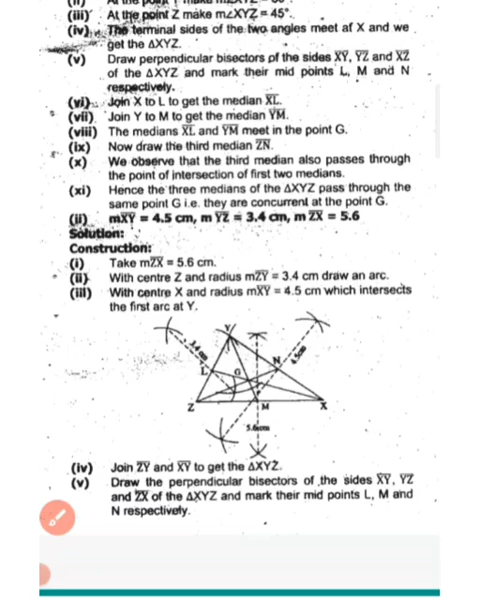 (iii) At the point Z make m∠XYZ = 45°.
(iv) The terminal sides of the two angles meet at X and we
get the ΔXYZ.
(v) Draw perpendicular bisectors of the sides XY, YZ and XZ
of the ΔXYZ and mark their mid points L, M and N
respectively.
(vi) Join X to L to get the median XL.
(vii) Join Y to M to get the median YM.
(viii) The medians XL and YM meet in the point G.
(ix) Now draw the third median ZN.
(x) We observe that the third median also passes through
the point of intersection of first two medians.
(xi) Hence the three medians of the ΔXYZ pass through the
same point G i.e. they are concurrent at the point G.
(ii) mXY = 4.5 cm, m YZ = 3.4 cm, m ZX = 5.6
Solution:
Construction:
(i) Take mZX = 5.6 cm.
(ii) With centre Z and radius mZY = 3.4 cm draw an arc.
(iii) With centre X and radius mXY = 4.5 cm which intersects
the first arc at Y.
Y
3.4 cm
4.5cm
L
N
G
Z
M
X
5.6cm
(iv) Join ZY and XY to get the ΔXYZ.
(v) Draw the perpendicular bisectors of the sides XY, YZ
and ZX of the ΔXYZ and mark their mid points L, M and
N respectively.